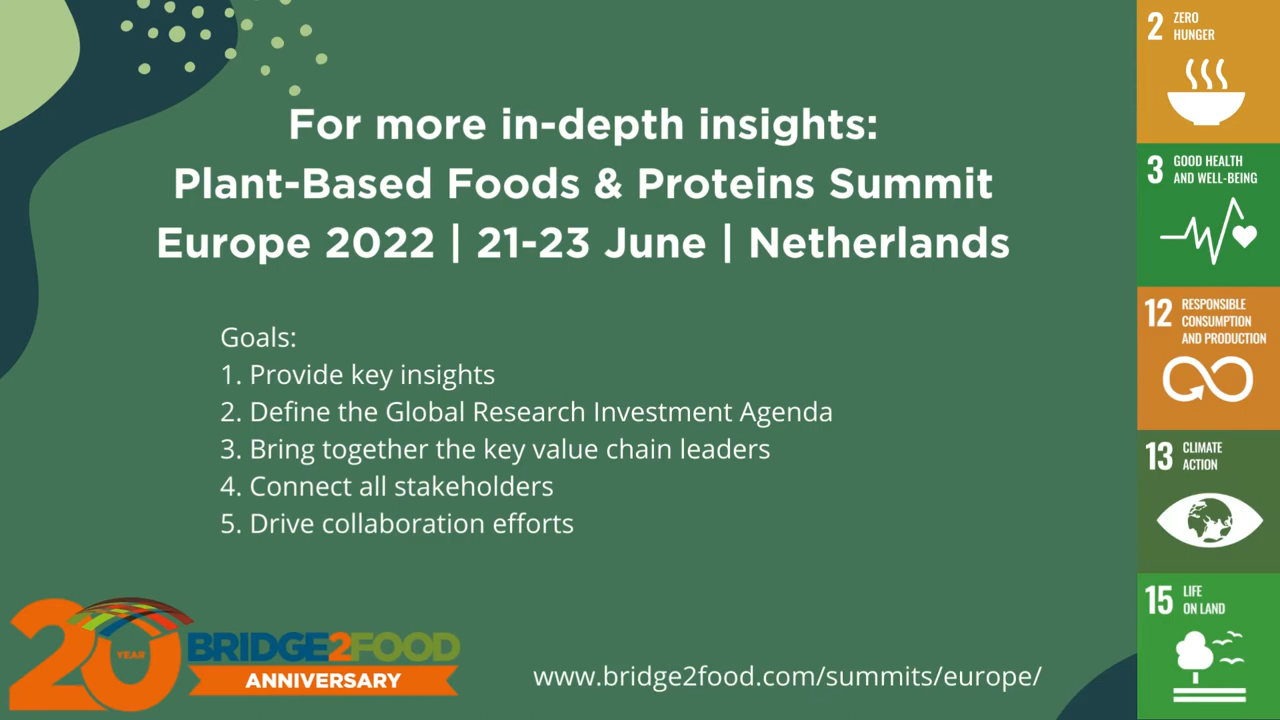 For more in-depth insights:
Plant-Based Foods & Proteins Summit
Europe 2022 | 21-23 June | Netherlands
Goals:
1. Provide key insights
2. Define the Global Research Investment Agenda
3. Bring together the key value chain leaders
4. Connect all stakeholders
5. Drive collaboration efforts
20
YEAR
BRIDGE2FOOD
ANNIVERSARY
www.bridge2food.com/summits/europe/
2 ZERO
HUNGER
3 GOOD HEALTH
AND WELL-BEING
12 RESPONSIBLE
CONSUMPTION
AND PRODUCTION
13 CLIMATE
ACTION
15 LIFE
ON LAND